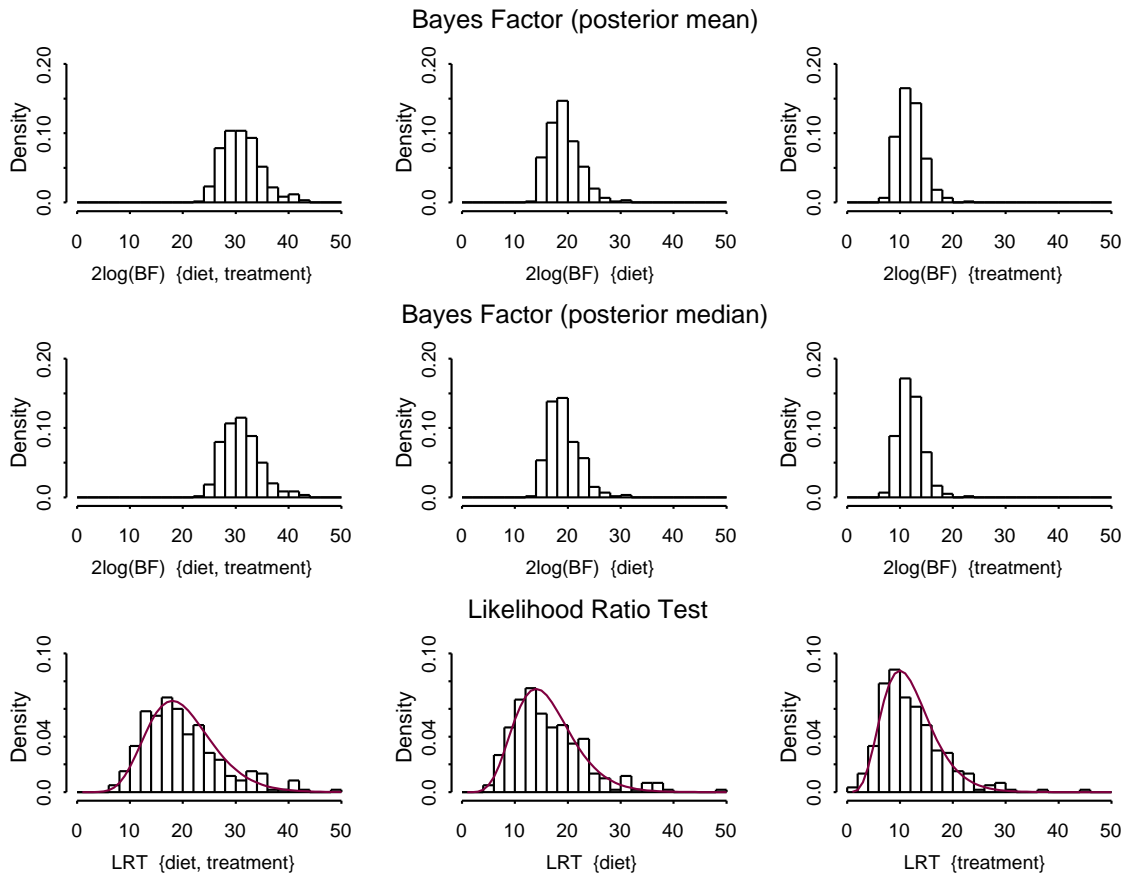 Bayes Factor (posterior mean)
Density
0.0 0.10 0.20
0 10 20 30 40 50
2log(BF) {diet, treatment}
Density
0.0 0.10 0.20
0 10 20 30 40 50
2log(BF) {diet}
Density
0.0 0.10 0.20
0 10 20 30 40 50
2log(BF) {treatment}
Bayes Factor (posterior median)
Density
0.0 0.10 0.20
0 10 20 30 40 50
2log(BF) {diet, treatment}
Density
0.0 0.10 0.20
0 10 20 30 40 50
2log(BF) {diet}
Density
0.0 0.10 0.20
0 10 20 30 40 50
2log(BF) {treatment}
Likelihood Ratio Test
Density
0.0 0.04 0.10
0 10 20 30 40 50
LRT {diet, treatment}
Density
0.0 0.04 0.10
0 10 20 30 40 50
LRT {diet}
Density
0.0 0.04 0.10
0 10 20 30 40 50
LRT {treatment}